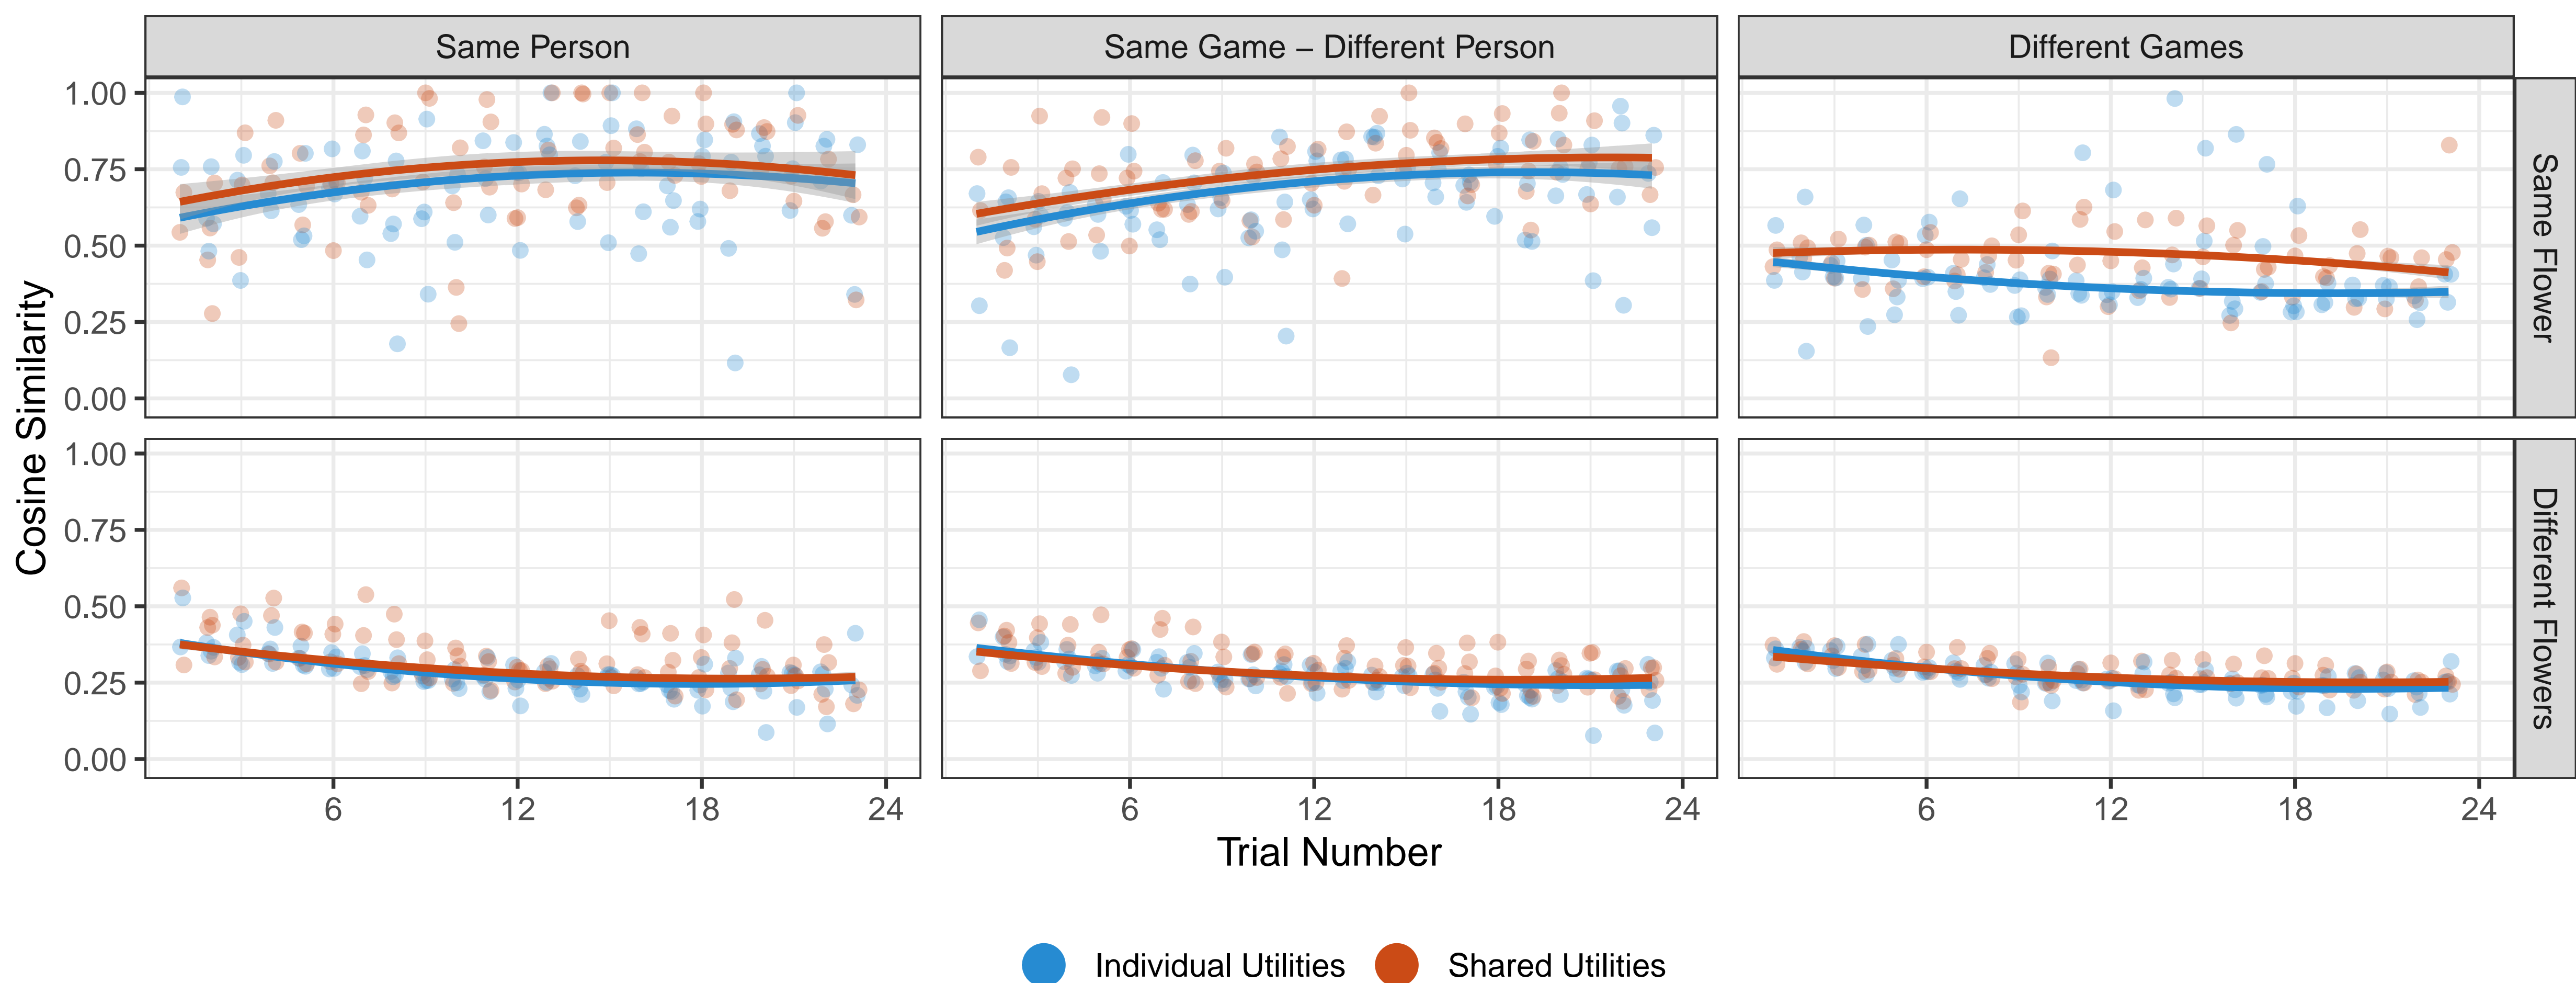 Same Person
Same Game – Different Person
Different Games
Cosine Similarity
1.00
0.75
0.50
0.25
0.00
Same Flower
1.00
0.75
0.50
0.25
0.00
Different Flowers
6 12 18 24
6 12 18 24
6 12 18 24
Trial Number
Individual Utilities
Shared Utilities